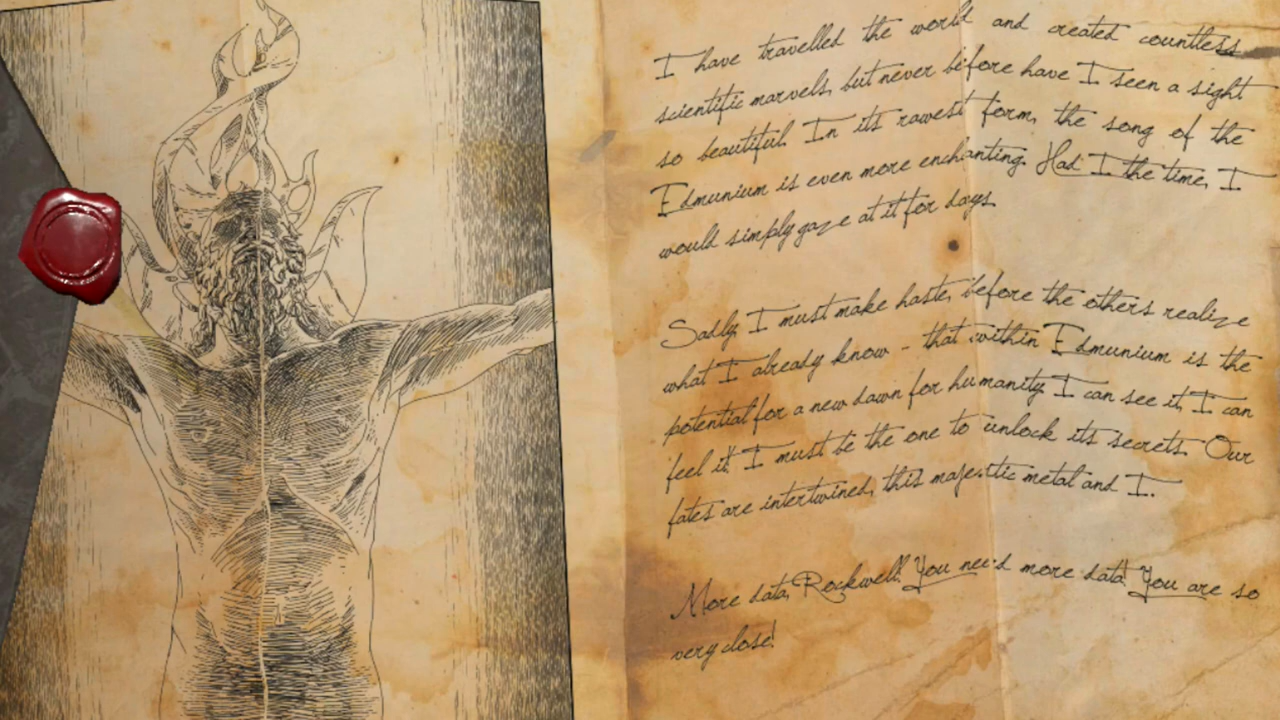 I have travelled the world and created countless
scientific marvels, but never before have I seen a sight
so beautiful. In its rawest form, the song of the
Edmunium is even more enchanting. Had I the time, I
would simply gaze at it for days.
Sadly, I must make haste, before the others realize
what I already know - that within Edmunium is the
potential for a new dawn for humanity. I can see it, I can
feel it! I must be the one to unlock its secrets. Our
fates are intertwined, this majestic metal and I.
More data, Rockwell! You need more data! You are so
very close!